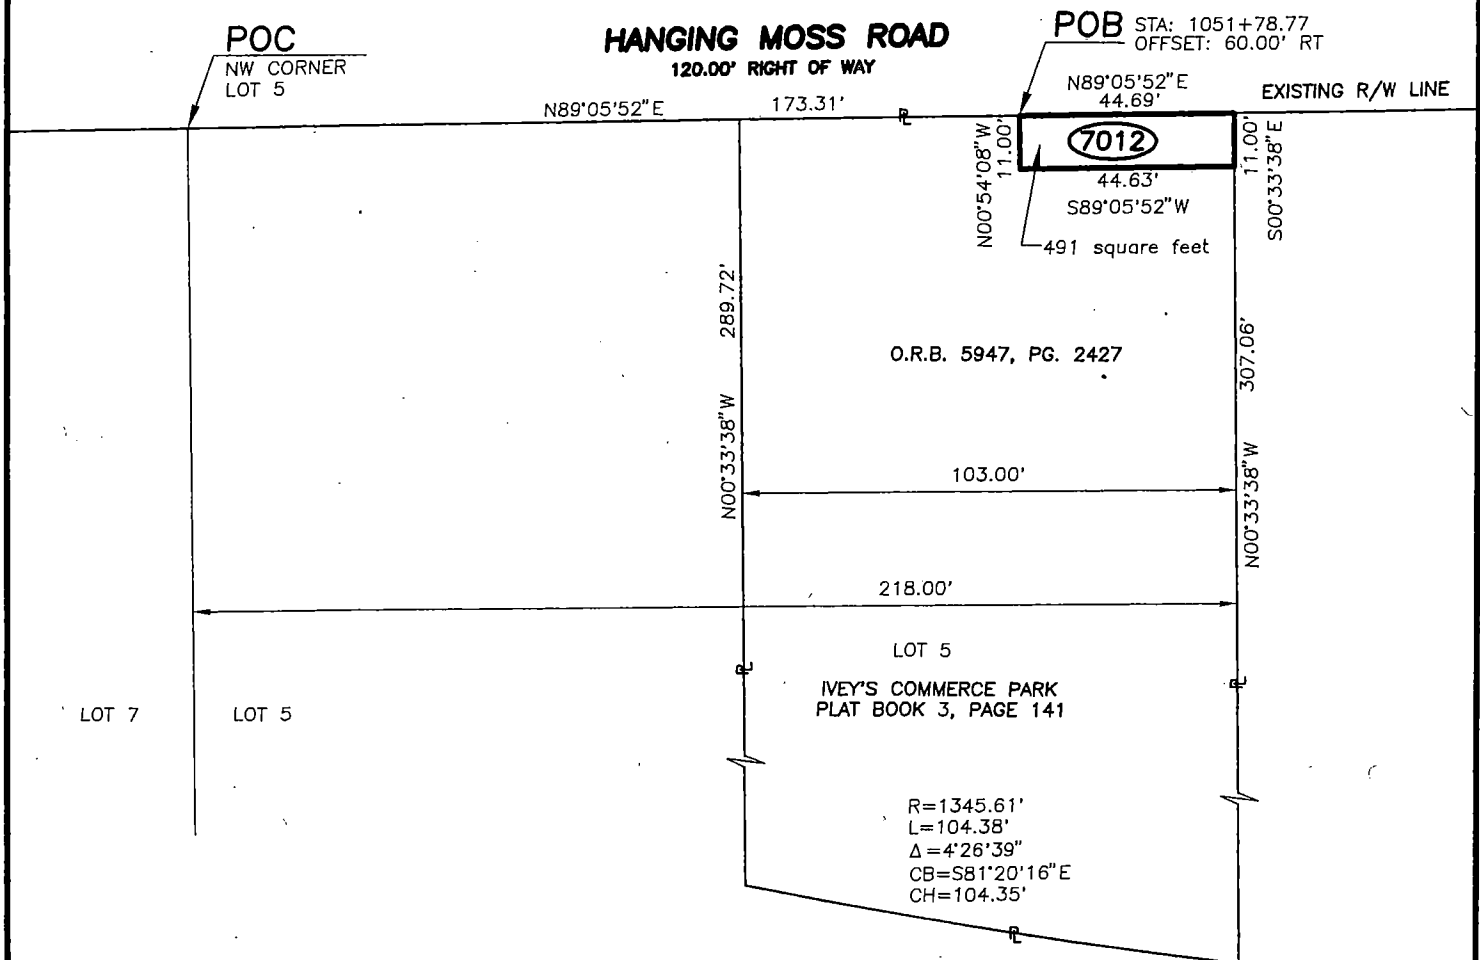 POC
NW CORNER
LOT 5
HANGING MOSS ROAD
120.00' RIGHT OF WAY
POB STA: 1051+78.77
OFFSET: 60.00' RT
N89°05'52"E 173.31'
N89°05'52"E
44.69'
EXISTING R/W LINE
7012
N00°54'08"W
11.00'
11.00'
S00°33'38"E
44.63'
S89°05'52"W
491 square feet
289.72'
N00°33'38"W
O.R.B. 5947, PG. 2427
307.06'
N00°33'38"W
103.00'
218.00'
LOT 5
IVEY'S COMMERCE PARK
PLAT BOOK 3, PAGE 141
LOT 7
LOT 5
R=1345.61'
L=104.38'
Δ=4°26'39"
CB=S81°20'16"E
CH=104.35'